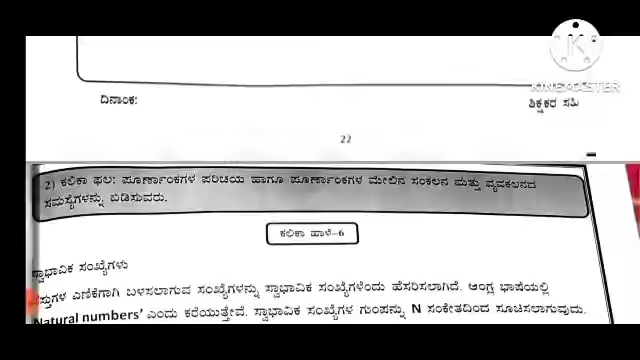 KINEMASTER
ದಿನಾಂಕ:
ಶಿಕ್ಷಕರ ಸಹಿ
22
2) ಕಲಿಕಾ ಫಲ: ಪೂರ್ಣಾಂಕಗಳ ಪರಿಚಯ ಹಾಗೂ ಪೂರ್ಣಾಂಕಗಳ ಮೇಲಿನ ಸಂಕಲನ ಮತ್ತು ವ್ಯವಕಲನದ
ಸಮಸ್ಯೆಗಳನ್ನು ಬಿಡಿಸುವರು.
ಕಲಿಕಾ ಹಾಳೆ-6
ಸ್ವಾಭಾವಿಕ ಸಂಖ್ಯೆಗಳು
ಎಣಿಕೆಗಾಗಿ ಬಳಸಲಾಗುವ ಸಂಖ್ಯೆಗಳನ್ನು ಸ್ವಾಭಾವಿಕ ಸಂಖ್ಯೆಗಳೆಂದು ಹೆಸರಿಸಲಾಗಿದೆ. ಆಂಗ್ಲ ಭಾಷೆಯಲ್ಲಿ
Natural numbers' ಎಂದು ಕರೆಯುತ್ತೇವೆ. ಸ್ವಾಭಾವಿಕ ಸಂಖ್ಯೆಗಳ ಗುಂಪನ್ನು N ಸಂಕೇತದಿಂದ ಸೂಚಿಸಲಾಗುವುದು.